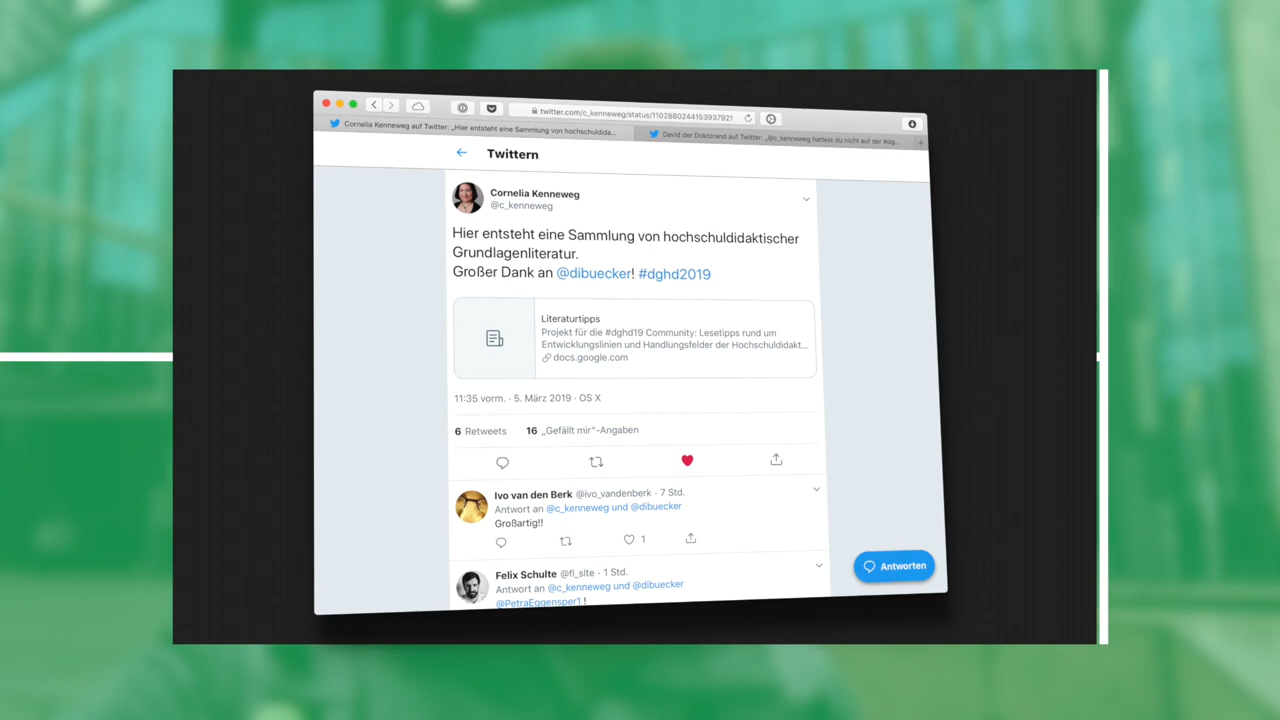 twitter.com/c_kenneweg/status/1102880244153937921
Cornelia Kenneweg auf Twitter: „Hier entsteht eine Sammlung von hochschuldida...
David der Doktorand auf Twitter: „@c_kenneweg hattest du nicht auf der #dg...
Twittern
Cornelia Kenneweg
@c_kenneweg
Hier entsteht eine Sammlung von hochschuldidaktischer
Grundlagenliteratur.
Großer Dank an @dibuecker! #dghd2019
Literaturtipps
Projekt für die #dghd19 Community: Lesetipps rund um
Entwicklungslinien und Handlungsfelder der Hochschuldidakt...
docs.google.com
11:35 vorm. · 5. März 2019 · OS X
6 Retweets 16 „Gefällt mir“-Angaben
Ivo van den Berk @ivo_vandenberk · 7 Std.
Antwort an @c_kenneweg und @dibuecker
Großartig!!
1
Felix Schulte @fl_slte · 1 Std.
Antwort an @c_kenneweg und @dibuecker
@PetraEggensper1 !
Antworten